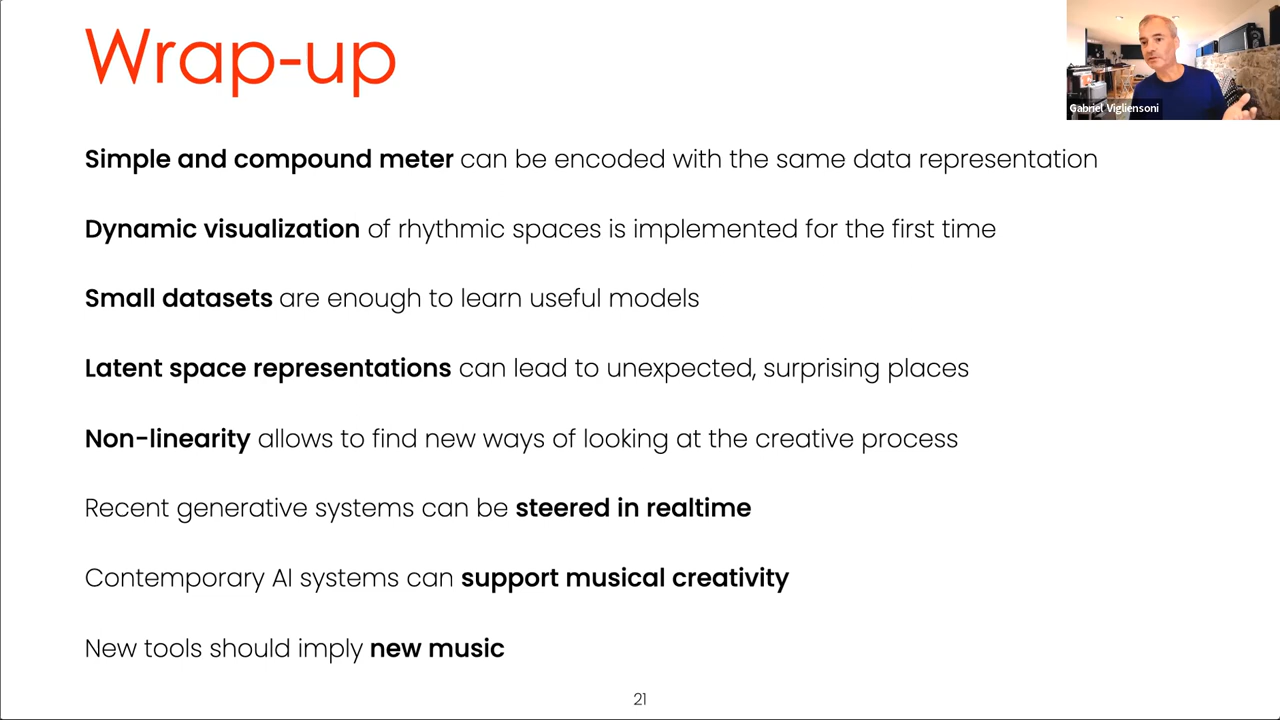 Wrap-up
Gabriel Vigliensoni
Simple and compound meter can be encoded with the same data representation
Dynamic visualization of rhythmic spaces is implemented for the first time
Small datasets are enough to learn useful models
Latent space representations can lead to unexpected, surprising places
Non-linearity allows to find new ways of looking at the creative process
Recent generative systems can be steered in realtime
Contemporary AI systems can support musical creativity
New tools should imply new music
21